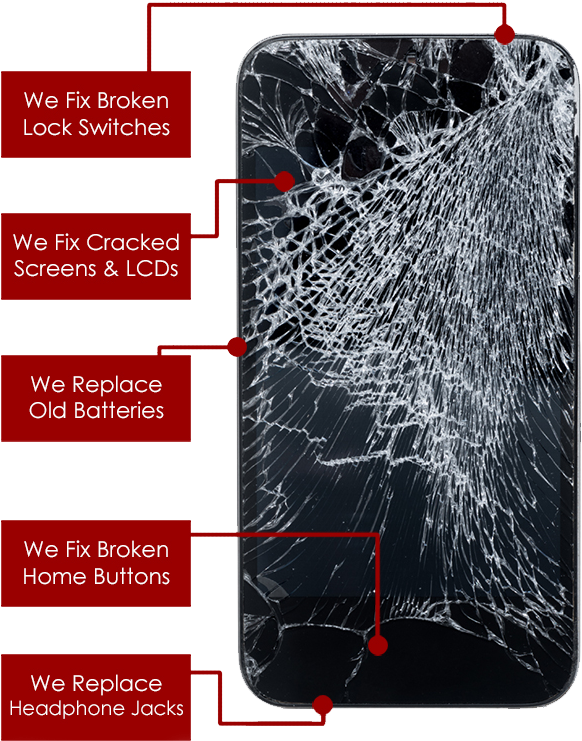 We Fix Broken
Lock Switches
We Fix Cracked
Screens & LCDs
We Replace
Old Batteries
We Fix Broken
Home Buttons
We Replace
Headphone Jacks